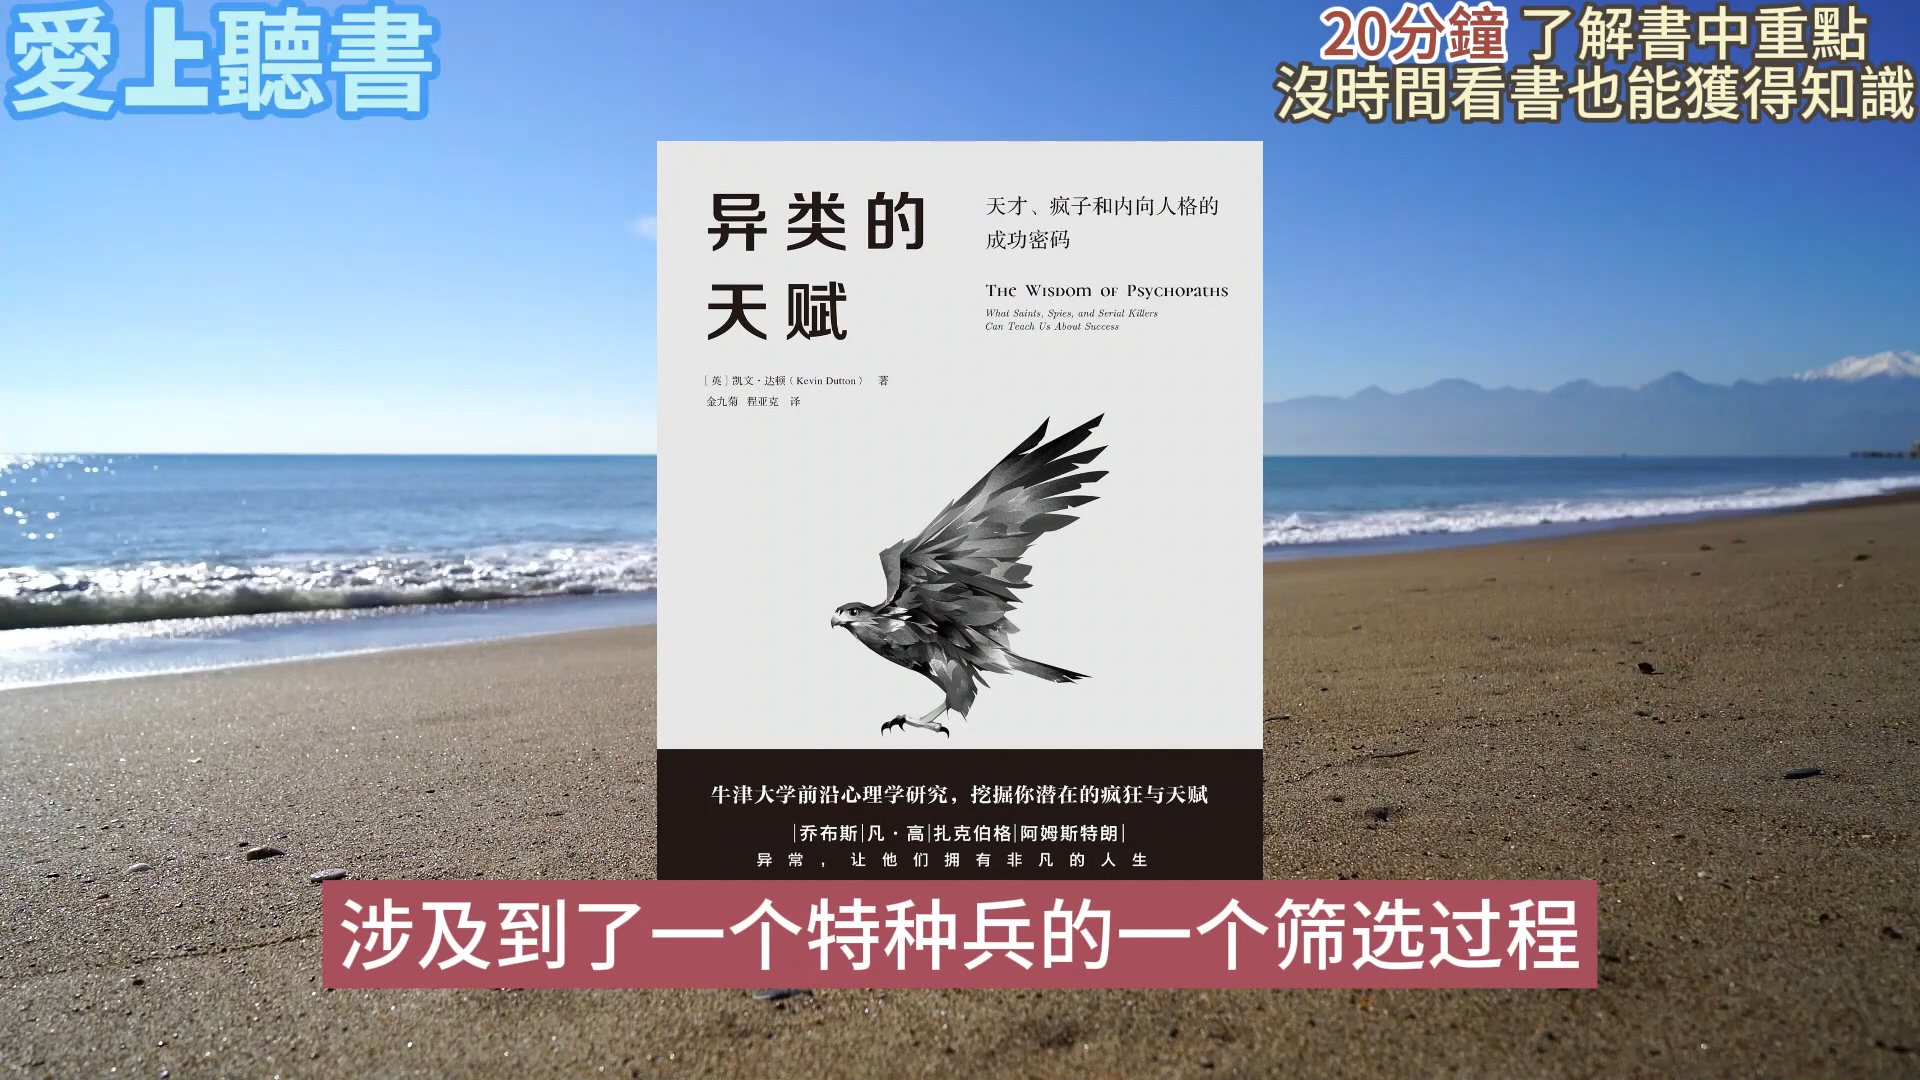 愛上聽書
20分鐘 了解書中重點
沒時間看書也能獲得知識
异类的
天赋
天才、疯子和内向人格的
成功密码
The Wisdom of Psychopaths
What Saints, Spies, and Serial Killers
Can Teach Us About Success
[英]凯文·达顿(Kevin Dutton) 著
金九菊 程亚克 译
牛津大学前沿心理学研究,挖掘你潜在的疯狂与天赋
|乔布斯|凡·高|扎克伯格|阿姆斯特朗|
异常,让他们拥有非凡的人生
涉及到了一个特种兵的一个筛选过程